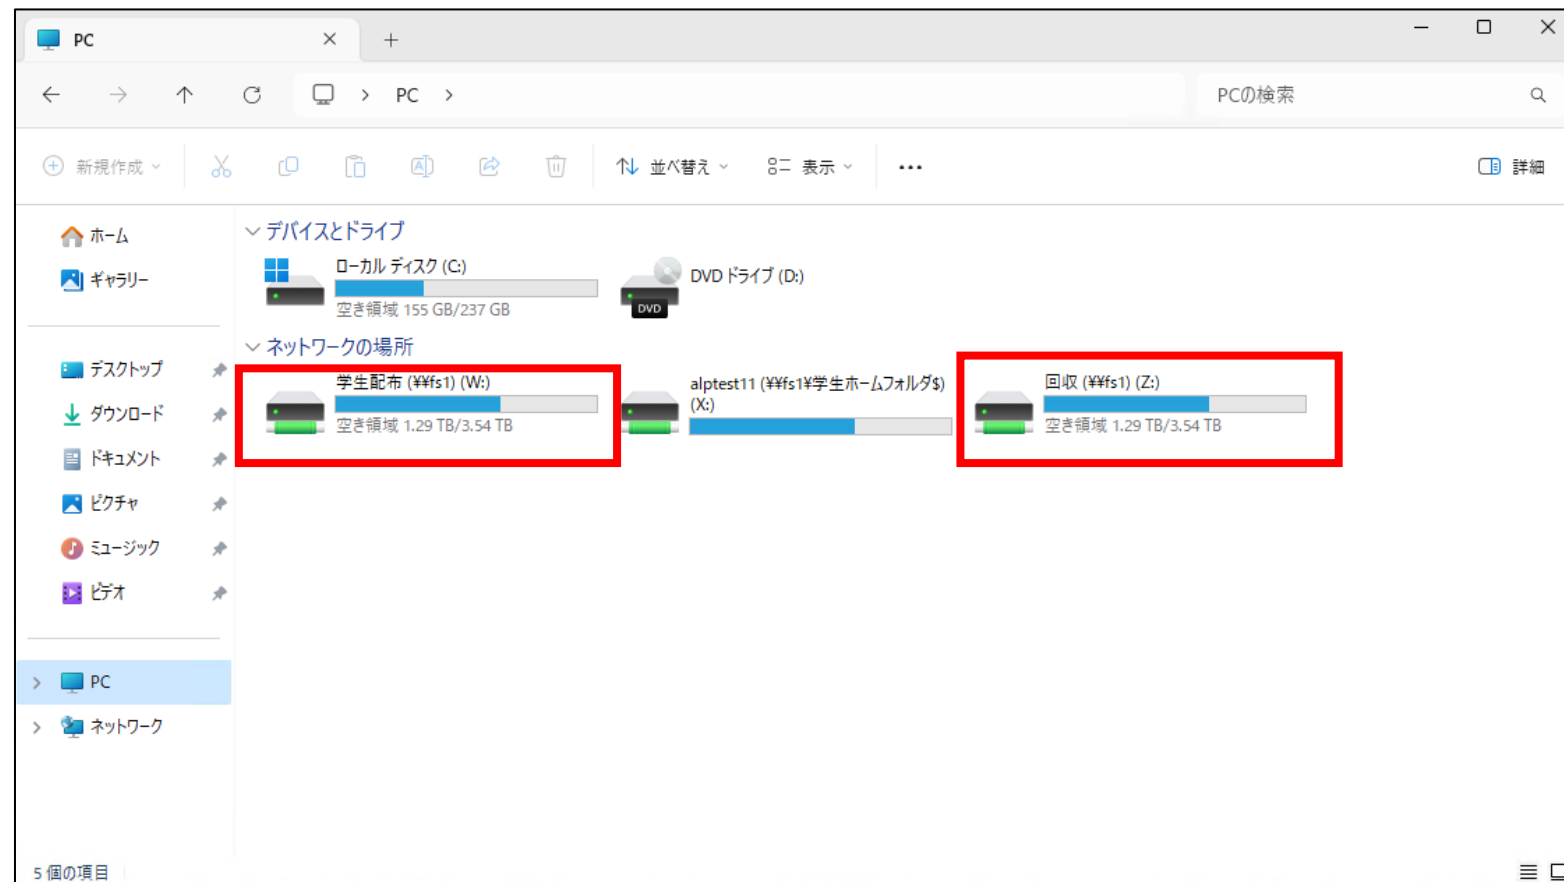 PC
PC
PCの検索
新規作成
並べ替え
表示
詳細
ホーム
ギャラリー
デスクトップ
ダウンロード
ドキュメント
ピクチャ
ミュージック
ビデオ
PC
ネットワーク
デバイスとドライブ
ローカル ディスク (C:)
空き領域 155 GB/237 GB
DVD ドライブ (D:)
DVD
ネットワークの場所
学生配布 (¥¥fs1) (W:)
空き領域 1.29 TB/3.54 TB
alptest11 (¥¥fs1¥学生ホームフォルダ$)
(X:)
回収 (¥¥fs1) (Z:)
空き領域 1.29 TB/3.54 TB
5 個の項目